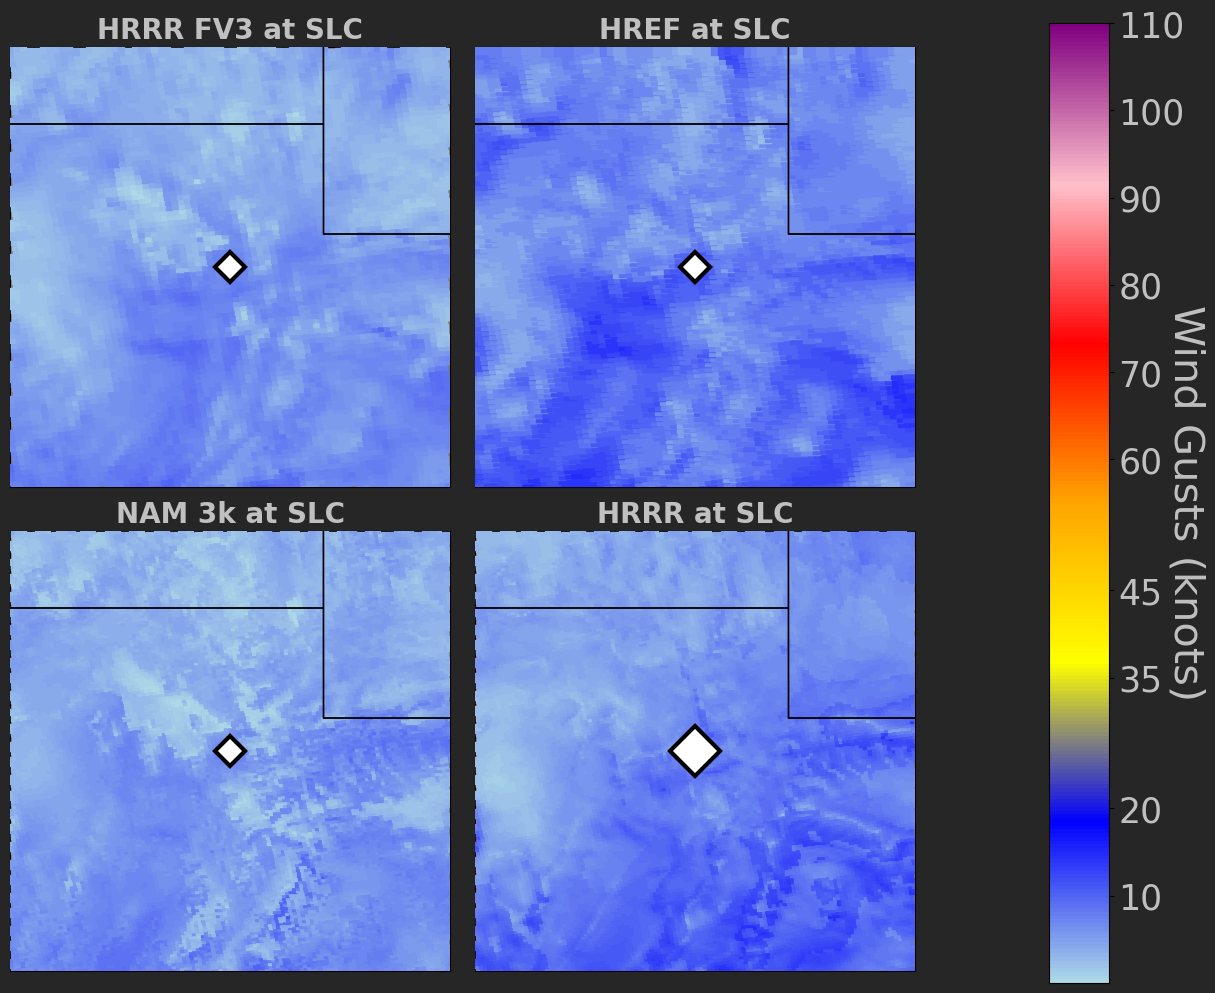 HRRR FV3 at SLC
HREF at SLC
NAM 3k at SLC
HRRR at SLC
110
100
90
80
70
60
45
35
20
10
Wind Gusts (knots)